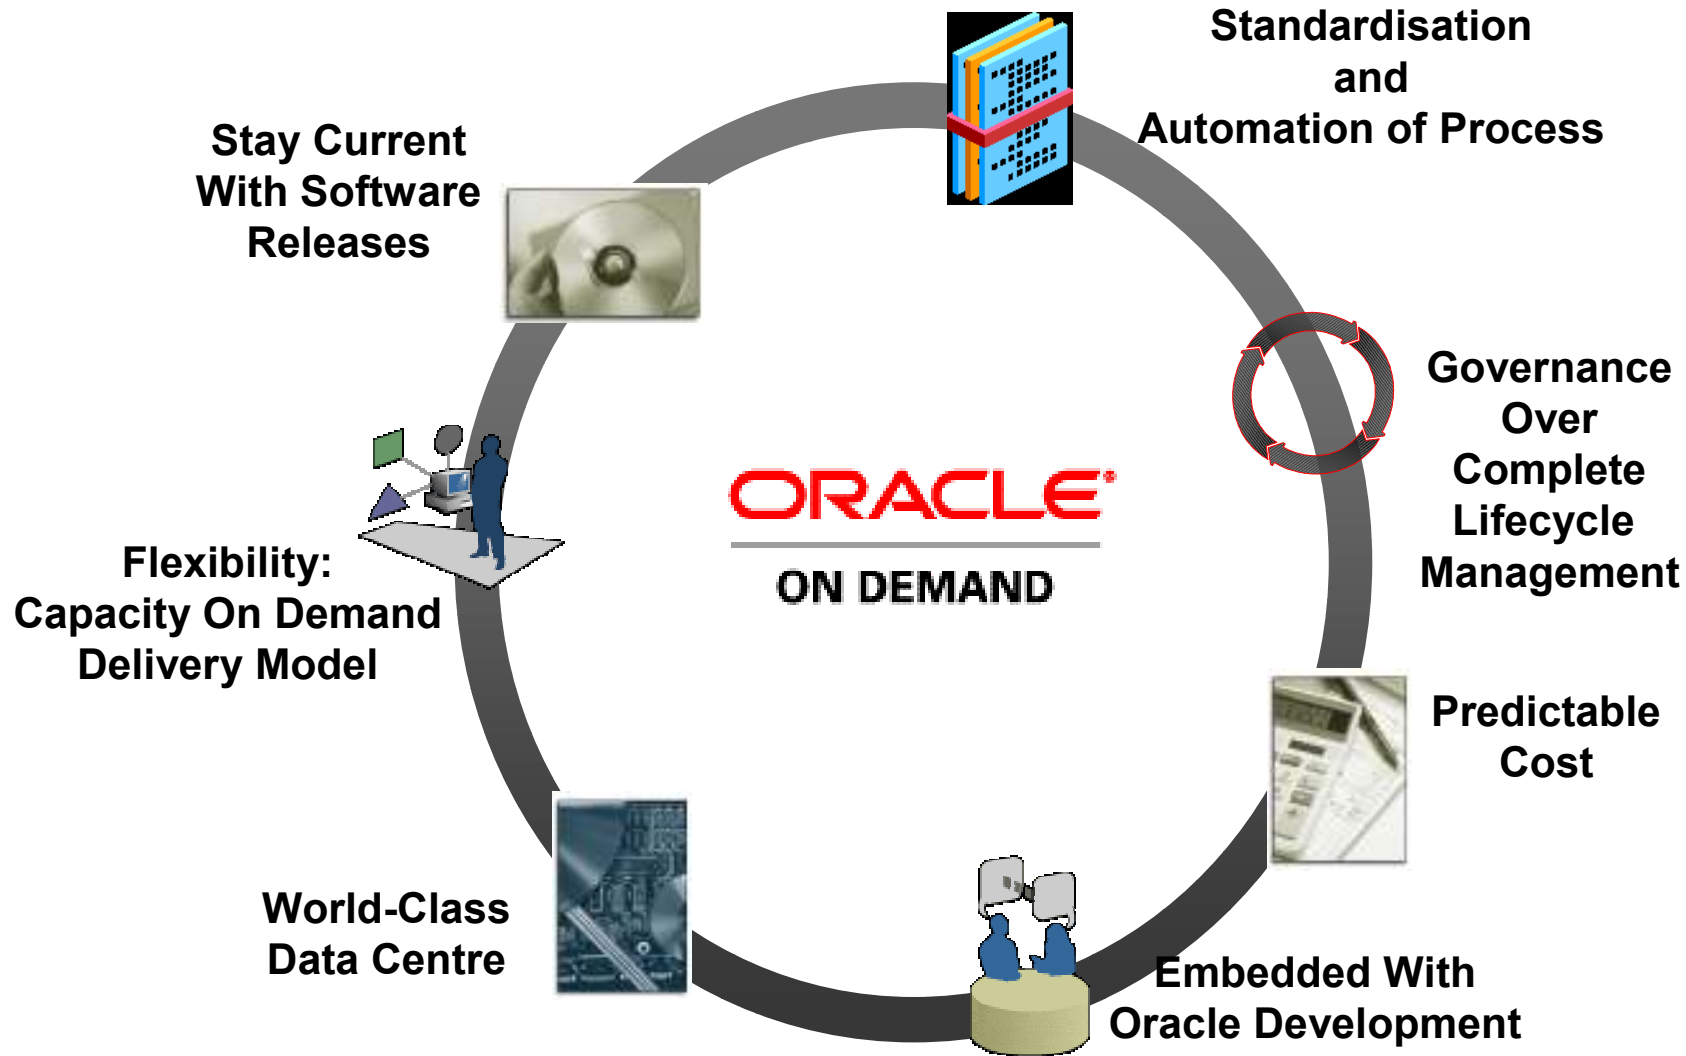 Standardisation
and
Automation of Process
Stay Current
With Software
Releases
Governance
Over
Complete
Lifecycle
Management
ORACLE®
ON DEMAND
Flexibility:
Capacity On Demand
Delivery Model
Predictable
Cost
World-Class
Data Centre
Embedded With
Oracle Development